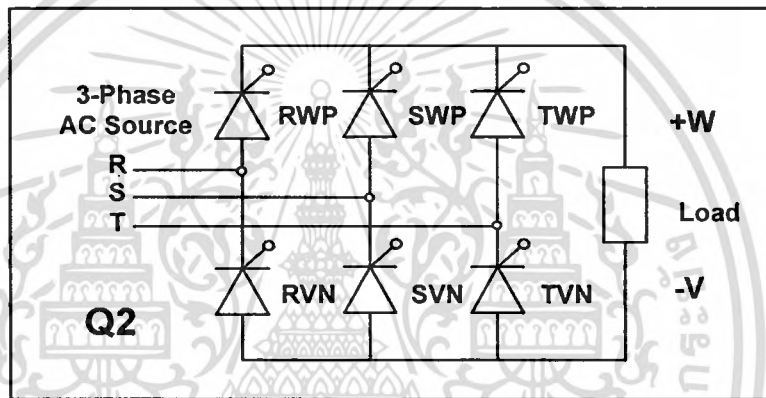 3-Phase
AC Source
RWP
SWP
TWP
+W
R
S
T
Load
RVN
SVN
TVN
-V
Q2